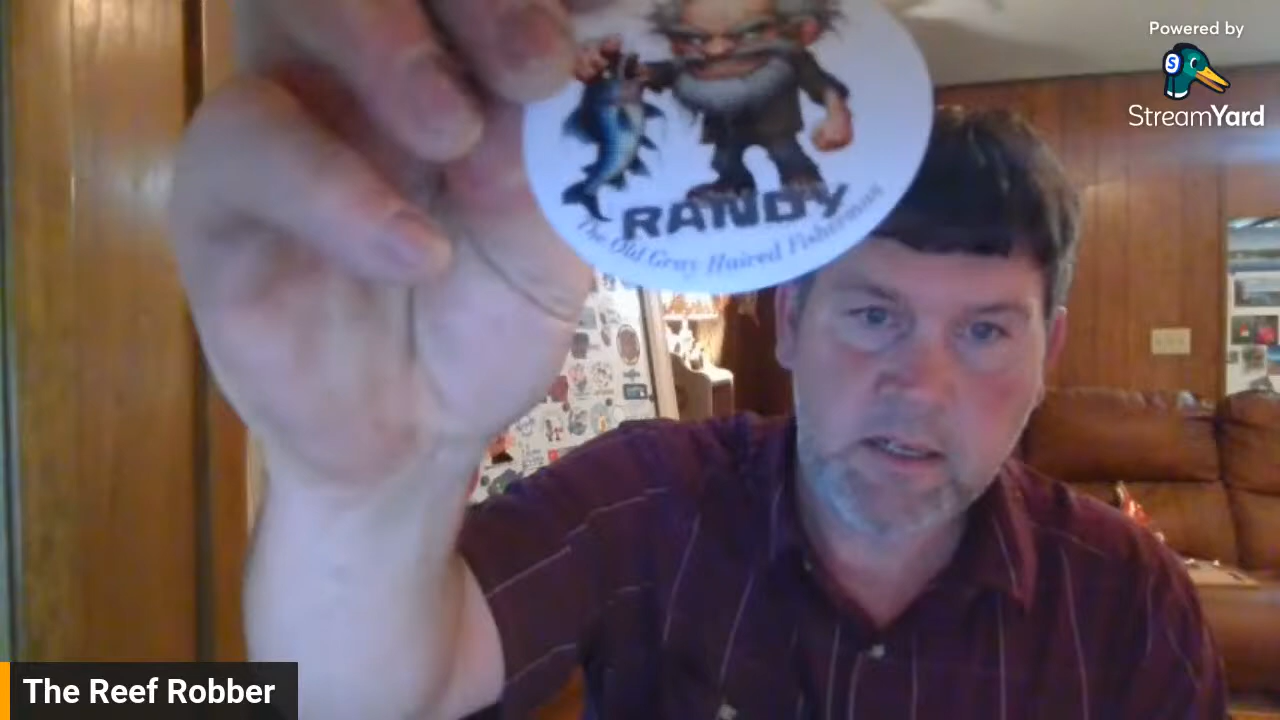 Powered by
StreamYard
RANDY
The Old Gray Haired Fisherman
The Reef Robber